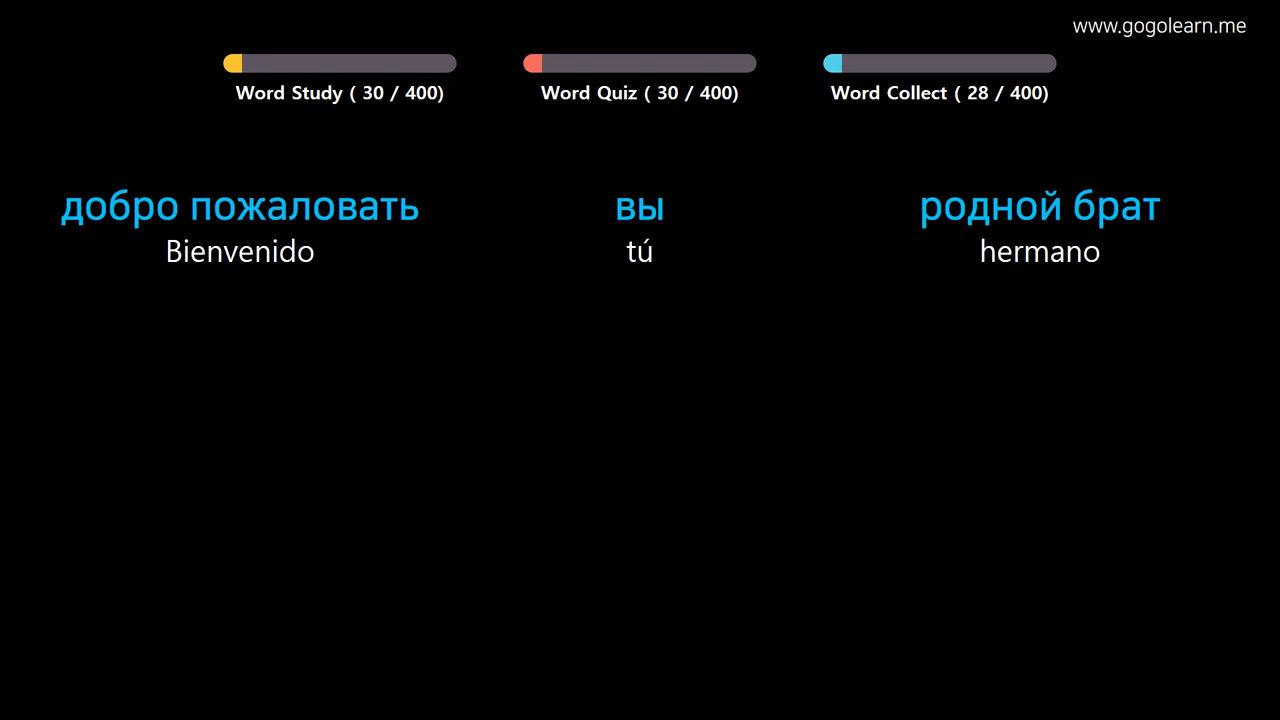 www.gogolearn.me
Word Study ( 30 / 400)
Word Quiz ( 30 / 400)
Word Collect ( 28 / 400)
добро пожаловать
Bienvenido
вы
tú
родной брат
hermano